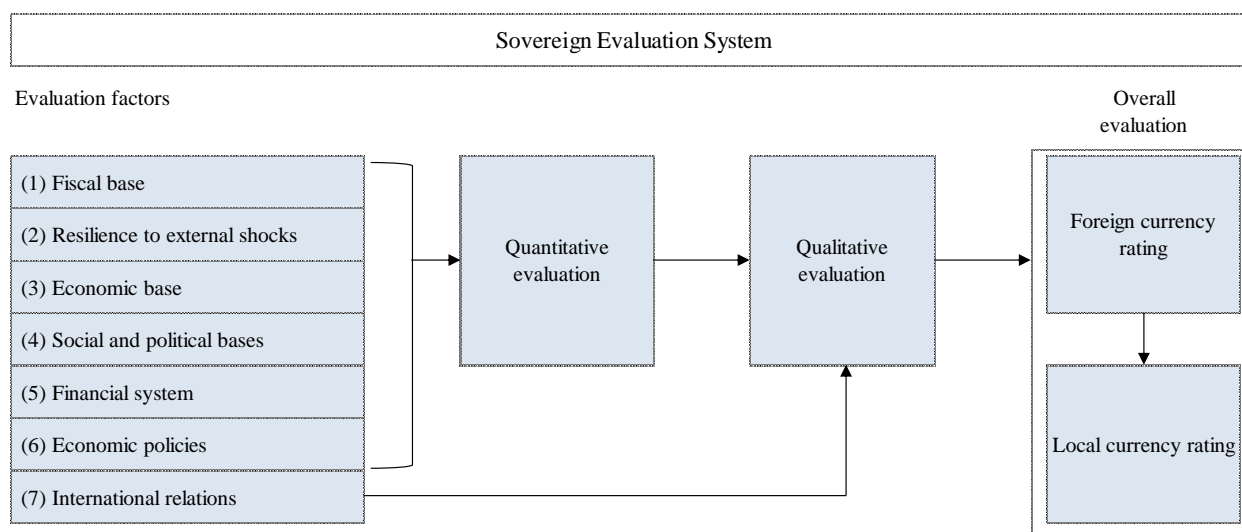 Sovereign Evaluation System
Evaluation factors
Overall
evaluation
(1) Fiscal base
(2) Resilience to external shocks
(3) Economic base
(4) Social and political bases
(5) Financial system
(6) Economic policies
(7) International relations
Quantitative
evaluation
Qualitative
evaluation
Foreign currency
rating
Local currency rating